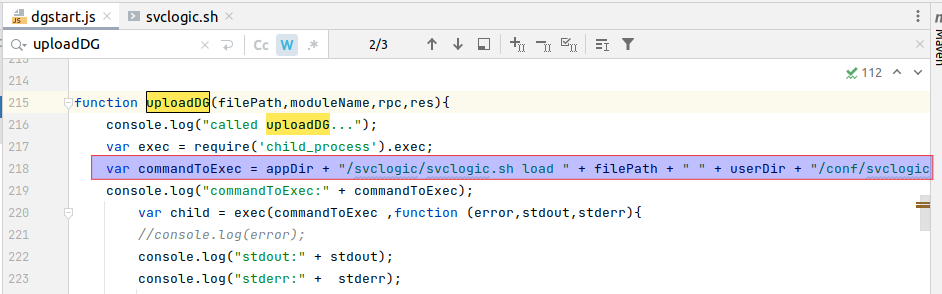 dgstart.js svclogic.sh
uploadDG Cc W .* 2/3
213
214 112
215 function uploadDG(filePath,moduleName,rpc,res){
216 console.log("called uploadDG...");
217 var exec = require('child_process').exec;
218 var commandToExec = appDir + "/svclogic/svclogic.sh load " + filePath + " " + userDir + "/conf/svclogic
219 console.log("commandToExec:" + commandToExec);
220 var child = exec(commandToExec ,function (error,stdout,stderr){
221 //console.log(error);
222 console.log("stdout:" + stdout);
223 console.log("stderr:" +  stderr);
Maven